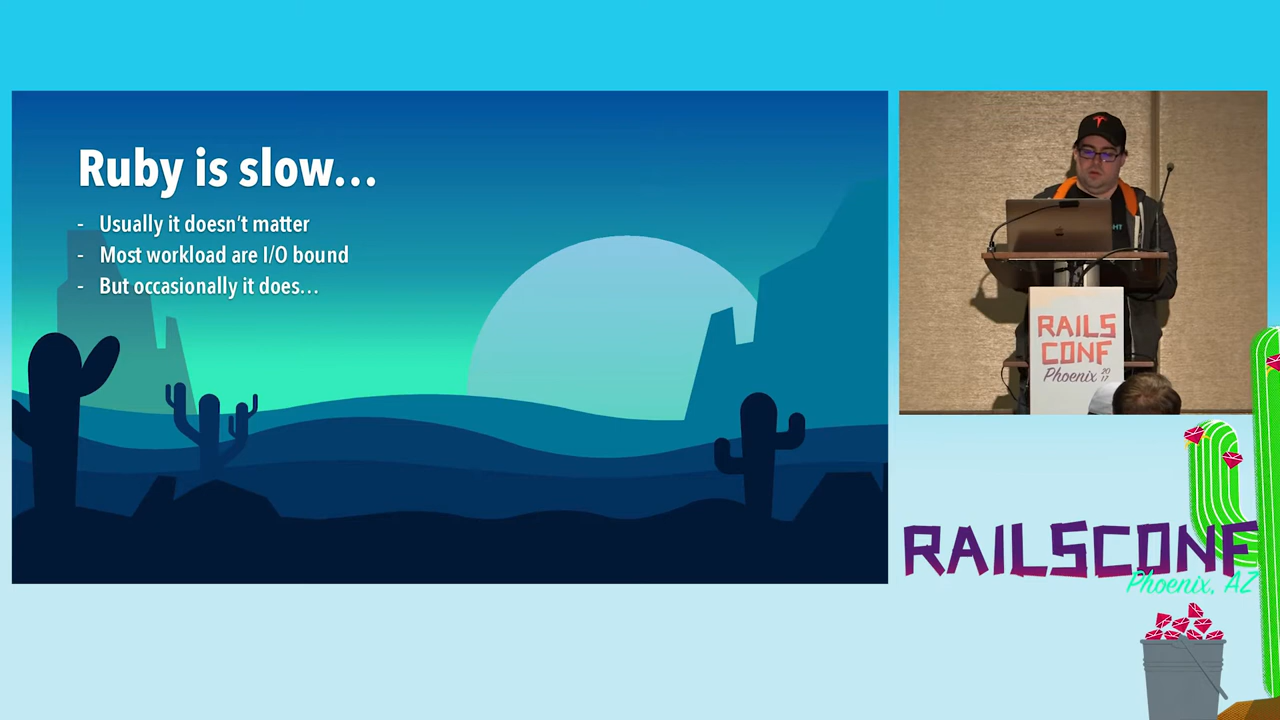 Ruby is slow...
- Usually it doesn't matter
- Most workload are I/O bound
- But occasionally it does...
HT
RAILS
CONF
Phoenix 2017
RAILSCONF
Phoenix, AZ